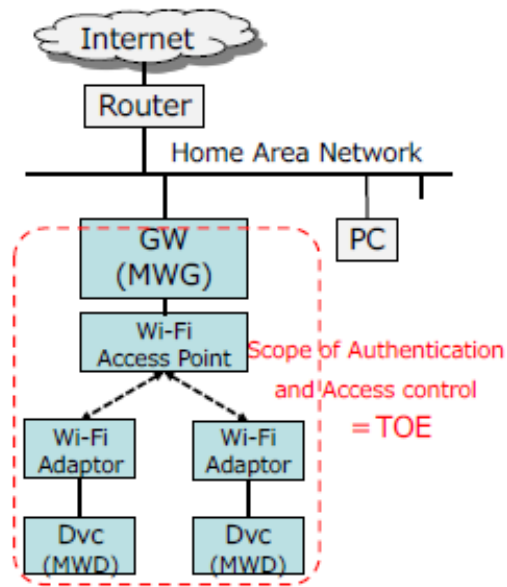 Internet
Router
Home Area Network
GW
(MWG)
PC
Wi-Fi
Access Point
Scope of Authentication
and Access control
=TOE
Wi-Fi
Adaptor
Wi-Fi
Adaptor
Dvc
(MWD)
Dvc
(MWD)